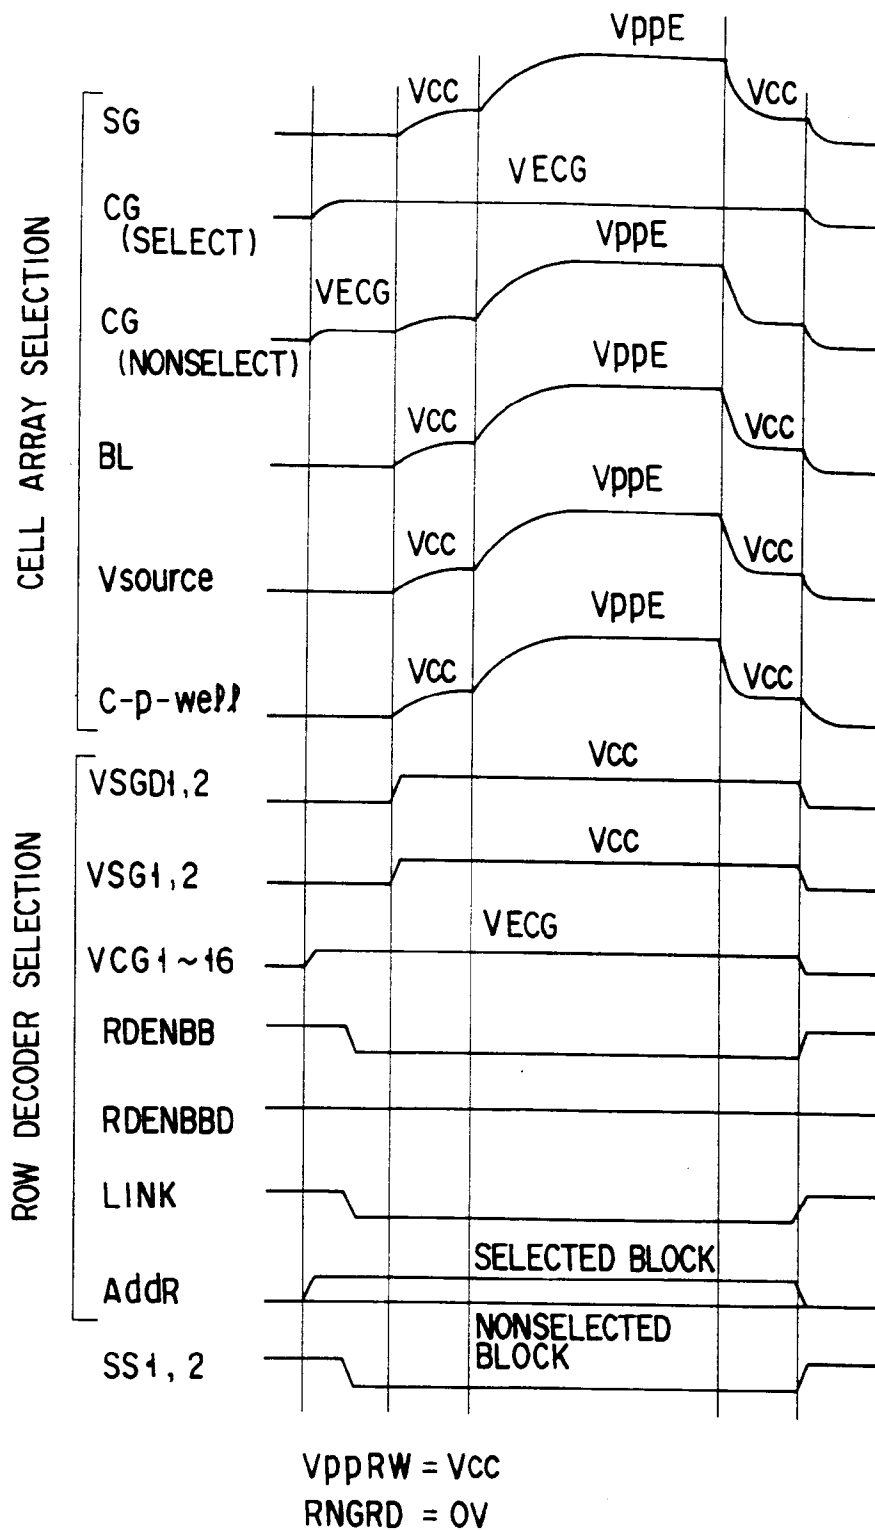 CELL ARRAY SELECTION
VppE
Vcc
Vcc
SG
VECG
CG
(SELECT)
VppE
VECG
CG
(NONSELECT)
VppE
Vcc
Vcc
BL
VppE
Vcc
Vcc
Vsource
VppE
Vcc
Vcc
C-p-well
ROW DECODER SELECTION
Vcc
VSGD1,2
Vcc
VSG1,2
VECG
VCG1~16
RDENBB
RDENBBD
LINK
SELECTED BLOCK
AddR
NONSELECTED
BLOCK
SS1,2
VppRW = Vcc
RNGRD = 0V